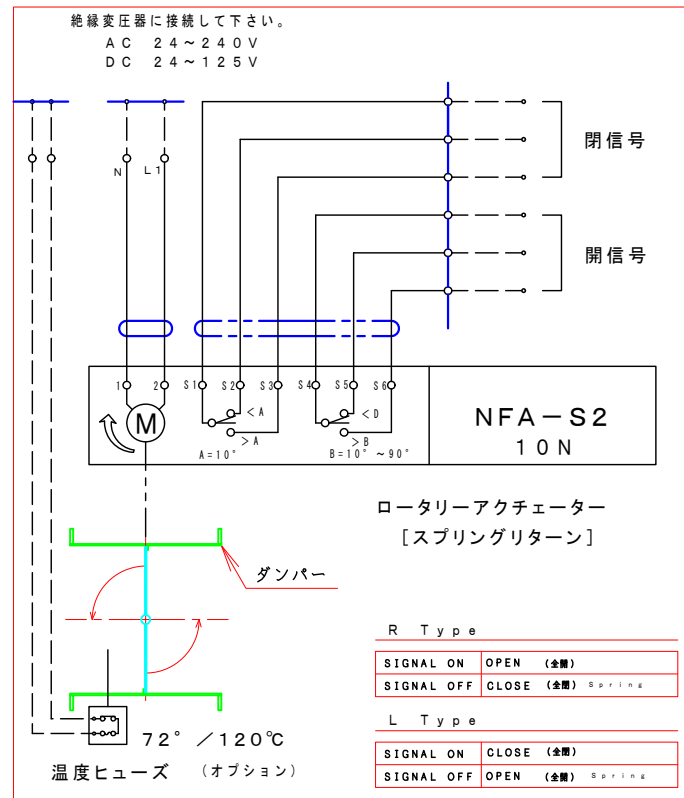 絶縁変圧器に接続して下さい。
AC 24~240V
DC 24~125V
N
L1
閉信号
開信号
1
2
S1
S2
S3
S4
S5
S6
M
<A
>A
A=10°
<D
>B
B=10° ~90°
NFA-S2
10N
ロータリーアクチェーター
[スプリングリターン]
ダンパー
72° /120℃
温度ヒューズ (オプション)
R Type
SIGNAL ON OPEN (全開)
SIGNAL OFF CLOSE (全閉) Spring
L Type
SIGNAL ON CLOSE (全閉)
SIGNAL OFF OPEN (全開) Spring